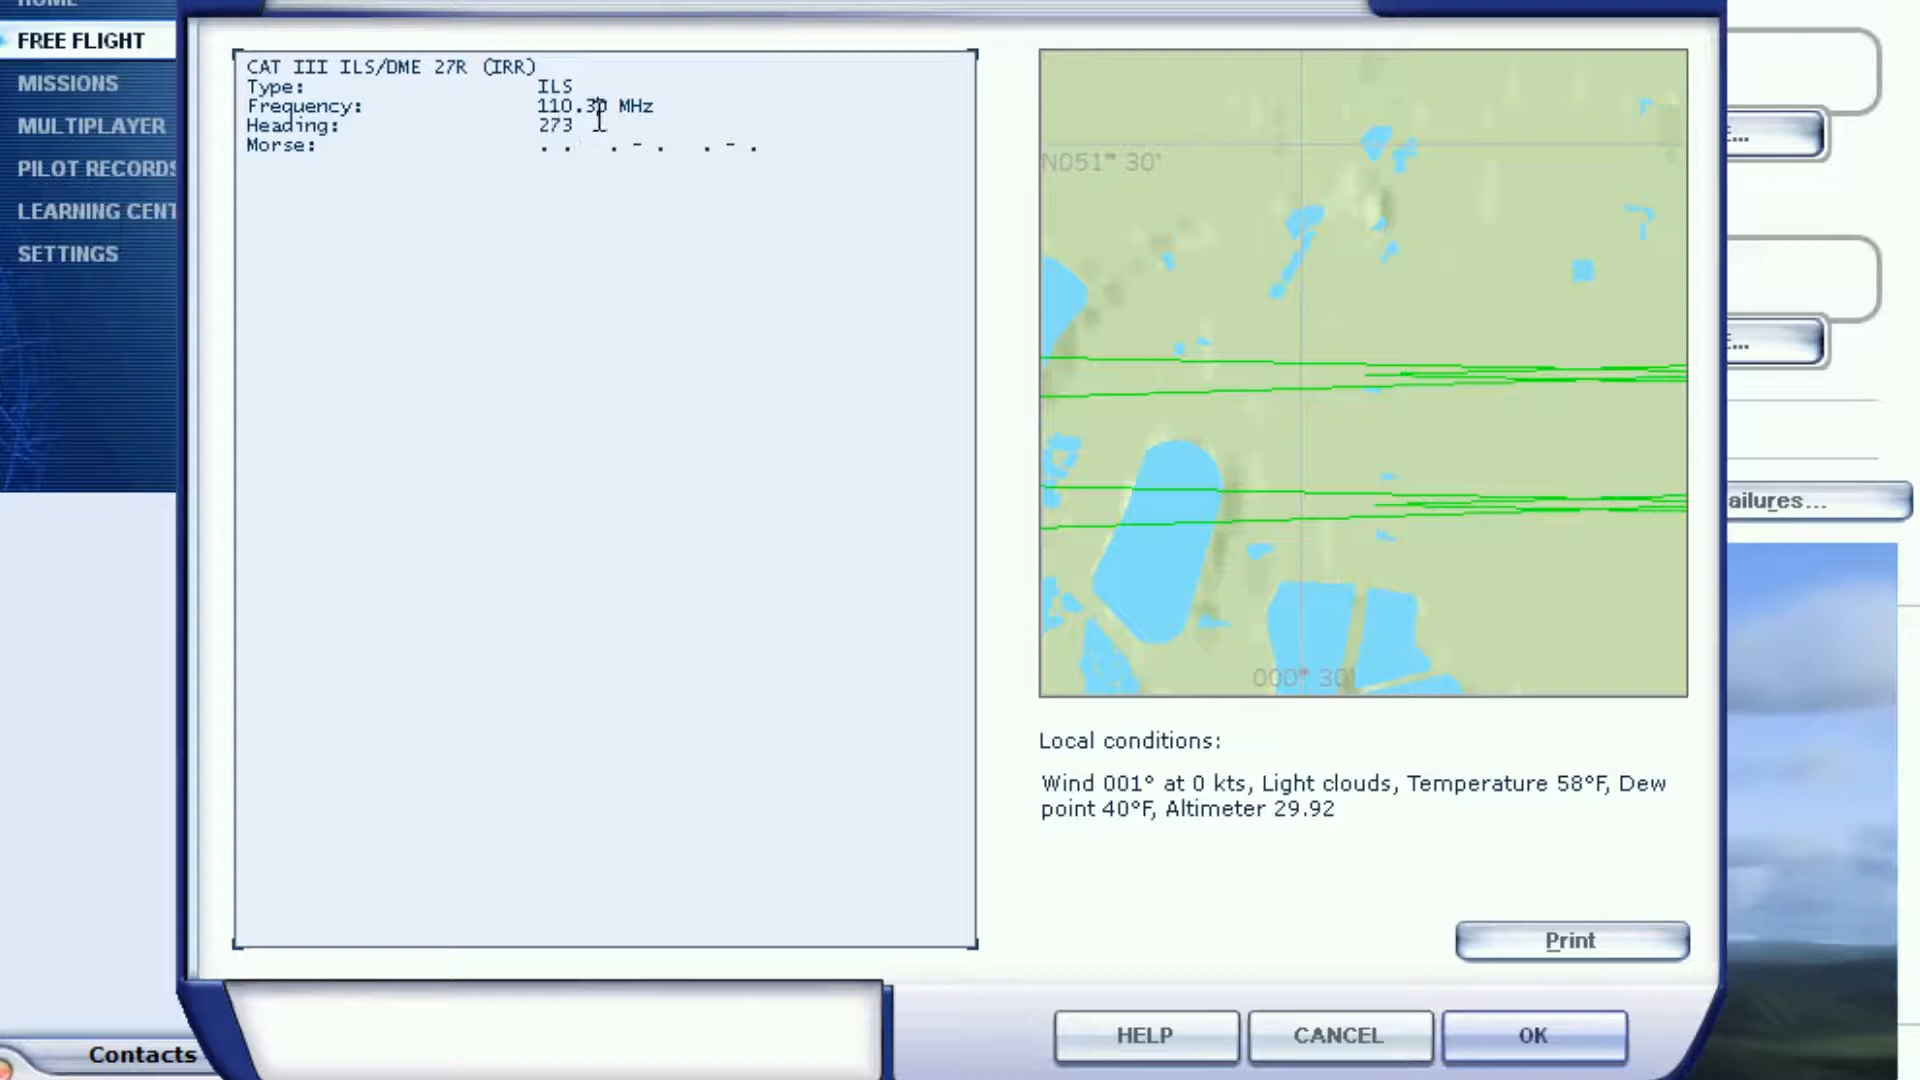 HOME
FREE FLIGHT
MISSIONS
MULTIPLAYER
PILOT RECORDS
LEARNING CENT
SETTINGS
CAT III ILS/DME 27R (IRR)
Type: ILS
Frequency: 110.30 MHz
Heading: 273
Morse: . . . - . . - .
N051° 30'
000° 30'
Local conditions:
Wind 001° at 0 kts, Light clouds, Temperature 58°F, Dew
point 40°F, Altimeter 29.92
...
...
ailures...
Print
HELP
CANCEL
OK
Contacts